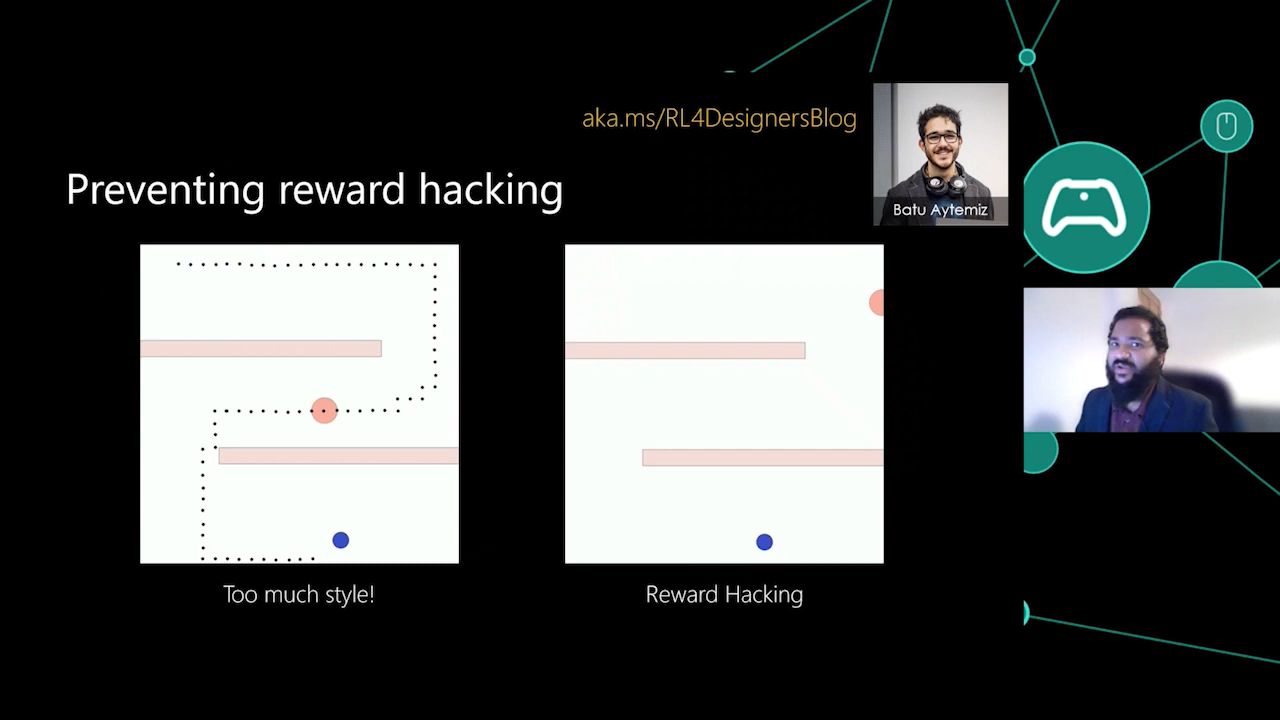 aka.ms/RL4DesignersBlog
Batu Aytemiz
Preventing reward hacking
Too much style!
Reward Hacking